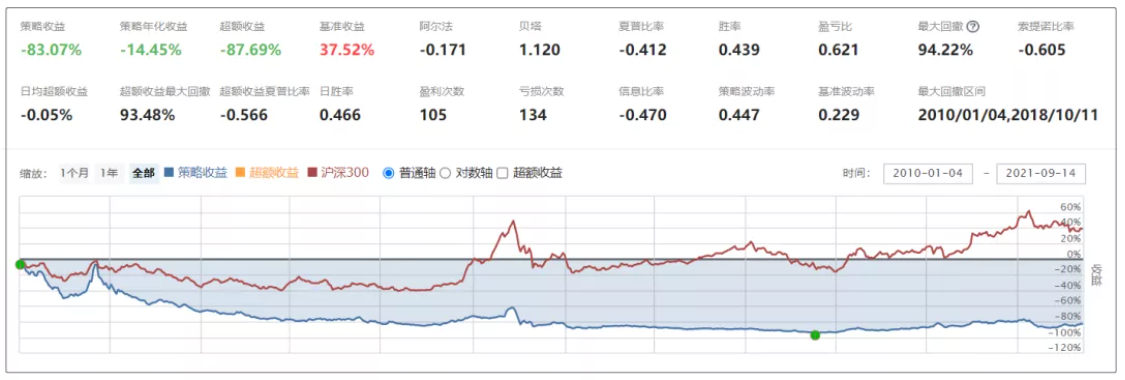 策略收益 策略年化收益 超额收益 基准收益 阿尔法 贝塔 夏普比率 胜率 盈亏比 最大回撤 ? 索提诺比率
-83.07% -14.45% -87.69% 37.52% -0.171 1.120 -0.412 0.439 0.621 94.22% -0.605
日均超额收益 超额收益最大回撤 超额收益夏普比率 日胜率 盈利次数 亏损次数 信息比率 策略波动率 基准波动率 最大回撤区间
-0.05% 93.48% -0.566 0.466 105 134 -0.470 0.447 0.229 2010/01/04,2018/10/11
缩放: 1个月 1年 全部 策略收益 超额收益 沪深300 普通轴 对数轴 超额收益 时间: 2010-01-04 - 2021-09-14
60%
40%
20%
0%
-20%
-40%
-60%
-80%
-100%
-120%
收益